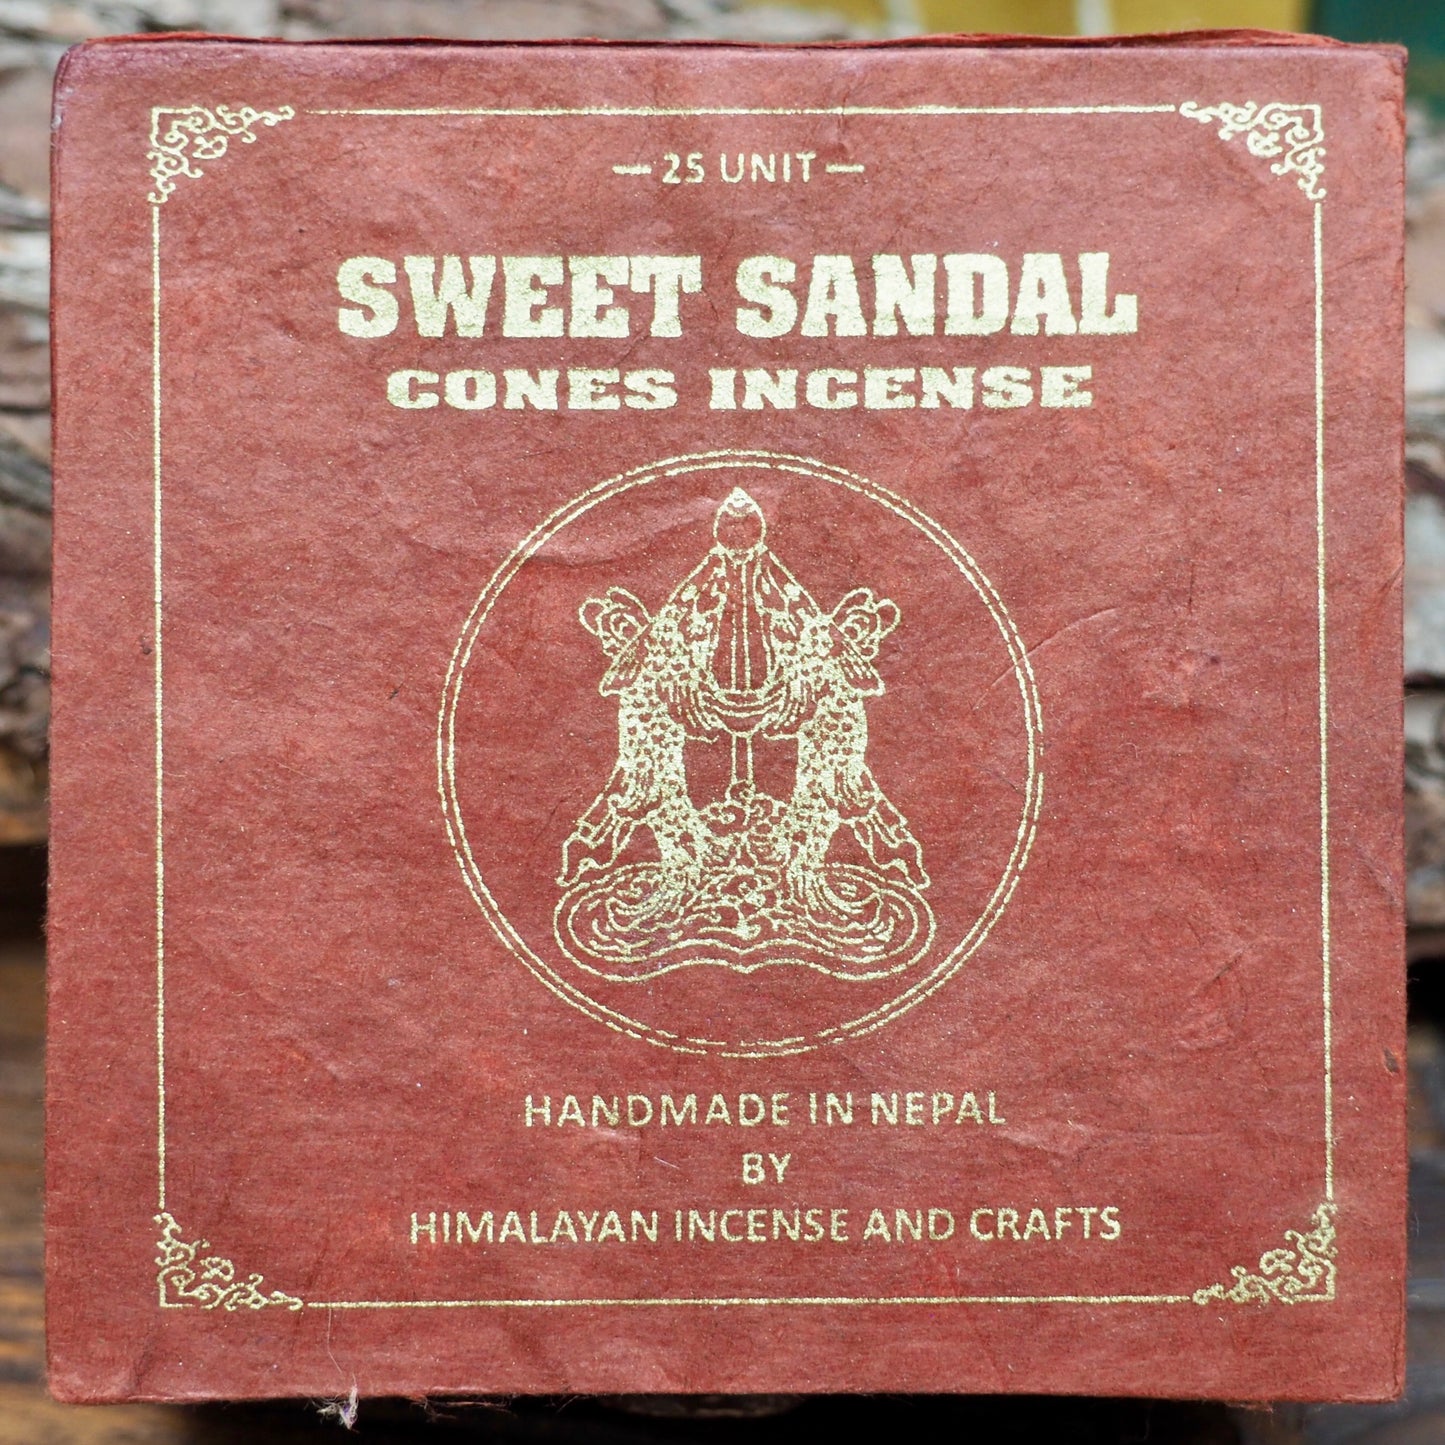 — 25 UNIT —
SWEET SANDAL
CONES INCENSE
HANDMADE IN NEPAL
BY
HIMALAYAN INCENSE AND CRAFTS